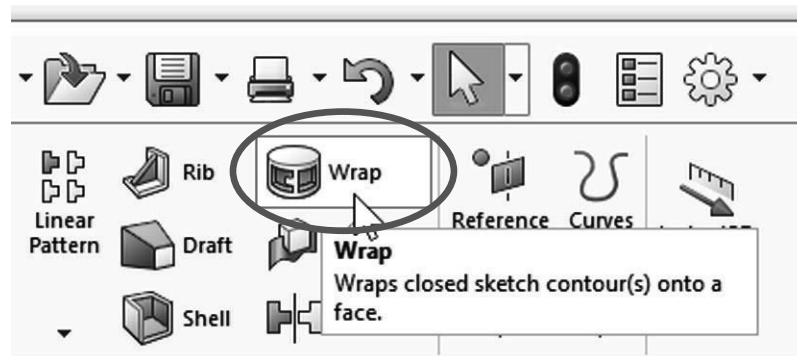 Rib
Wrap
Linear
Pattern
Draft
Reference
Curves
Wrap
Wraps closed sketch contour(s) onto a
face.
Shell